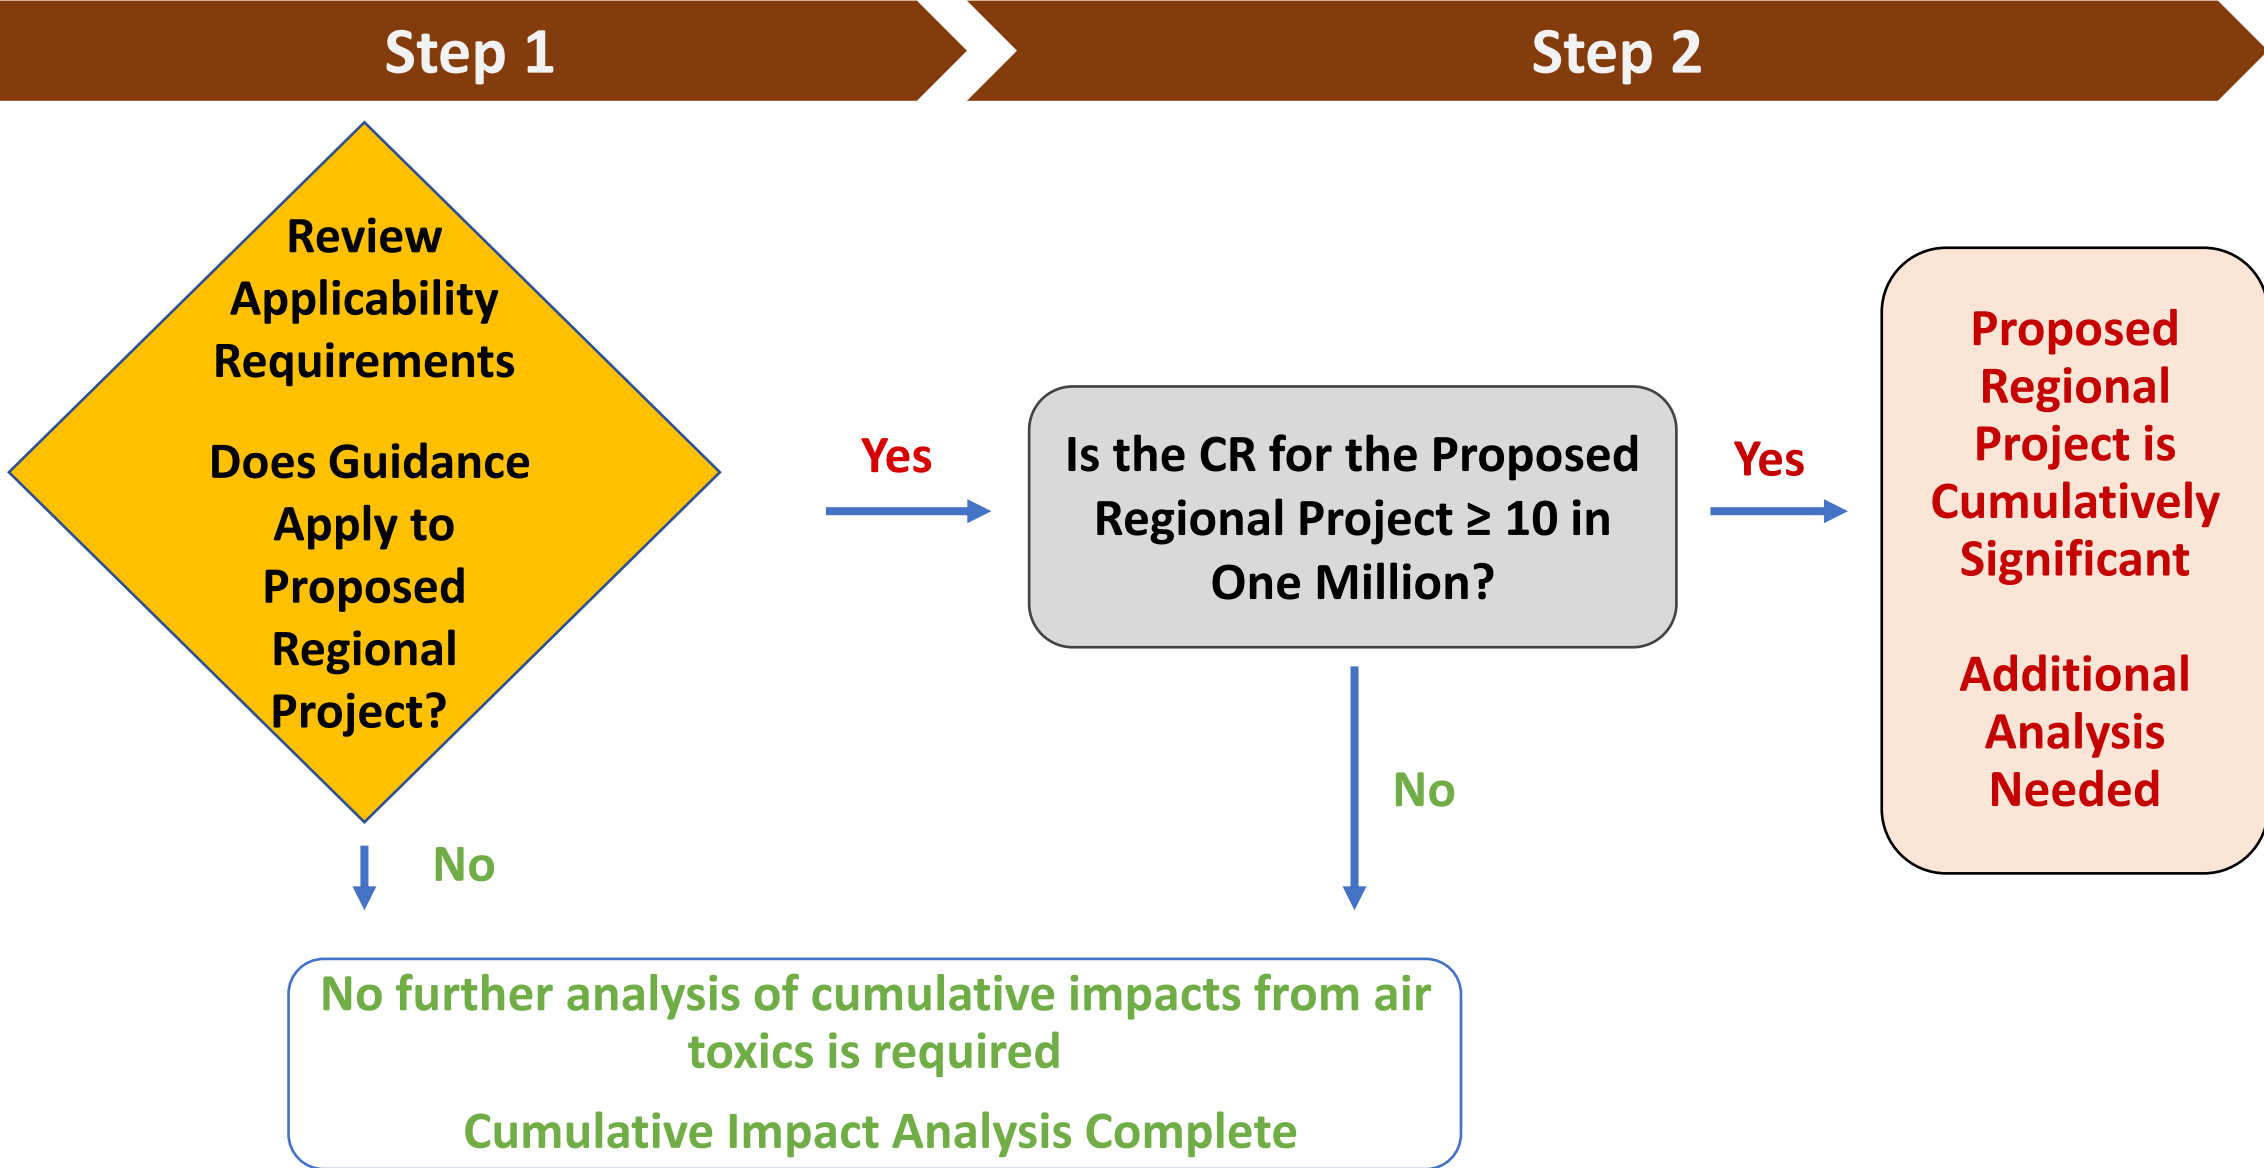 Step 1
Step 2
Review
Applicability
Requirements
Does Guidance
Apply to
Proposed
Regional
Project?
Yes
Is the CR for the Proposed
Regional Project ≥ 10 in
One Million?
Yes
Proposed
Regional
Project is
Cumulatively
Significant
Additional
Analysis
Needed
No
No
No further analysis of cumulative impacts from air
toxics is required
Cumulative Impact Analysis Complete